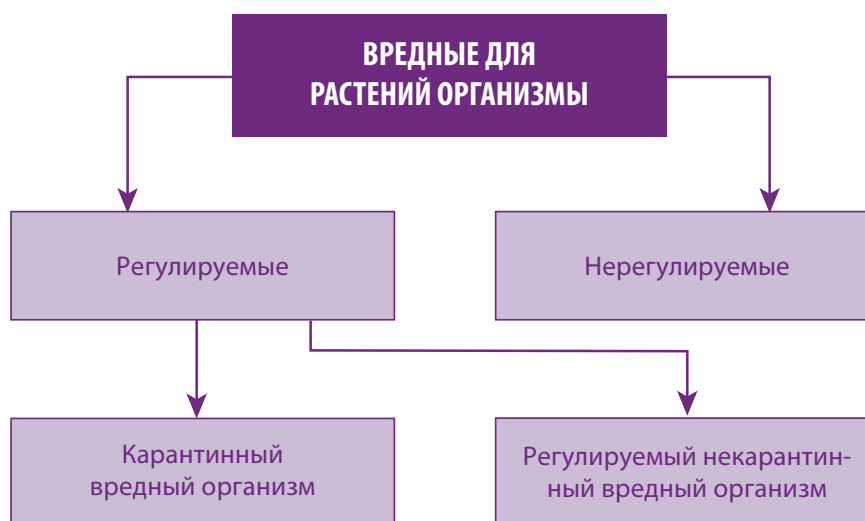 ВРЕДНЫЕ ДЛЯ
РАСТЕНИЙ ОРГАНИЗМЫ
Регулируемые
Нерегулируемые
Карантинный
вредный организм
Регулируемый некарантин-
ный вредный организм